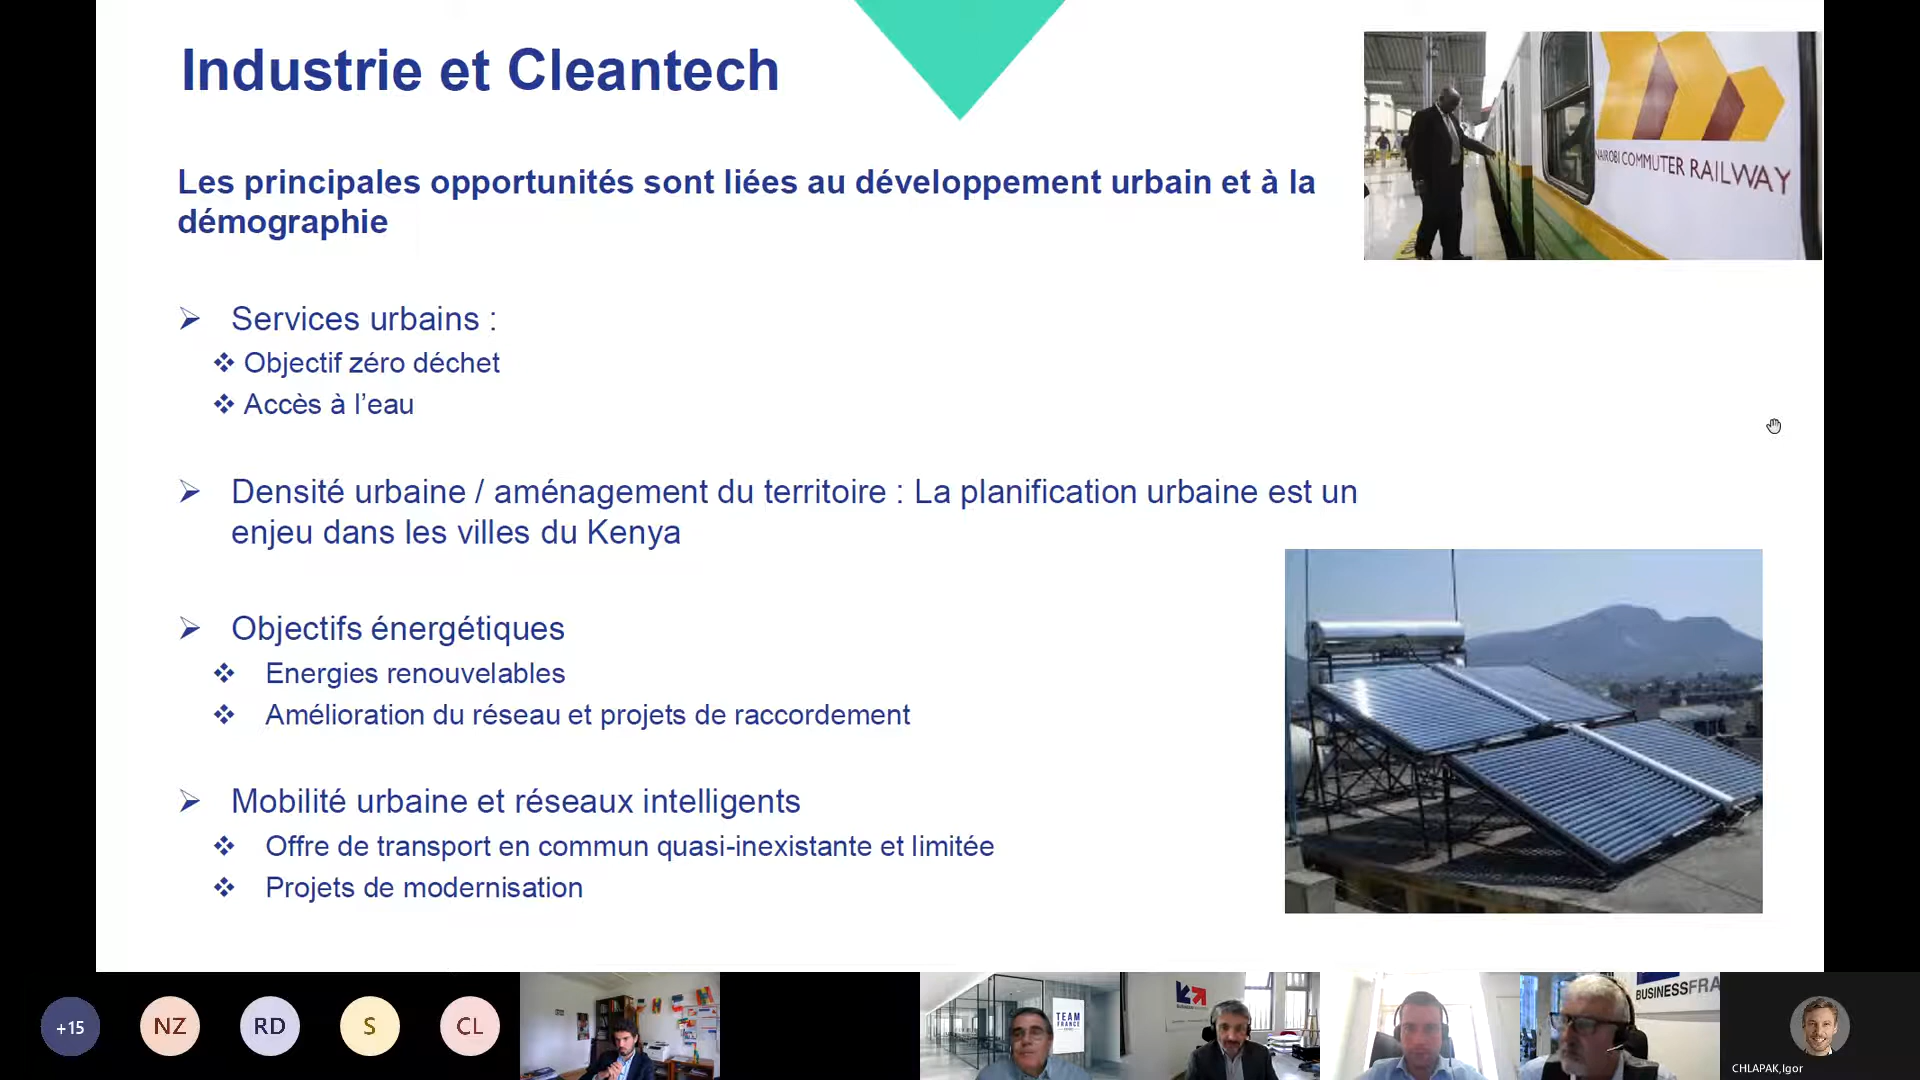 Industrie et Cleantech
NAIROBI COMMUTER RAILWAY
Les principales opportunités sont liées au développement urbain et à la
démographie
Services urbains :
Objectif zéro déchet
Accès à l’eau
Densité urbaine / aménagement du territoire : La planification urbaine est un
enjeu dans les villes du Kenya
Objectifs énergétiques
Energies renouvelables
Amélioration du réseau et projets de raccordement
Mobilité urbaine et réseaux intelligents
Offre de transport en commun quasi-inexistante et limitée
Projets de modernisation
+15
NZ
RD
S
CL
TEAM
FRANCE
BUSINESSFRA
CHLAPAK,Igor